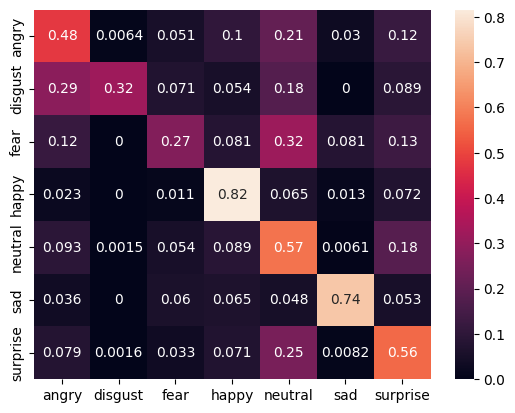 angry 0.48 0.0064 0.051 0.1 0.21 0.03 0.12
disgust 0.29 0.32 0.071 0.054 0.18 0 0.089
fear 0.12 0 0.27 0.081 0.32 0.081 0.13
happy 0.023 0 0.011 0.82 0.065 0.013 0.072
neutral 0.093 0.0015 0.054 0.089 0.57 0.0061 0.18
sad 0.036 0 0.06 0.065 0.048 0.74 0.053
surprise 0.079 0.0016 0.033 0.071 0.25 0.0082 0.56
angry disgust fear happy neutral sad surprise
0.8
0.7
0.6
0.5
0.4
0.3
0.2
0.1
0.0